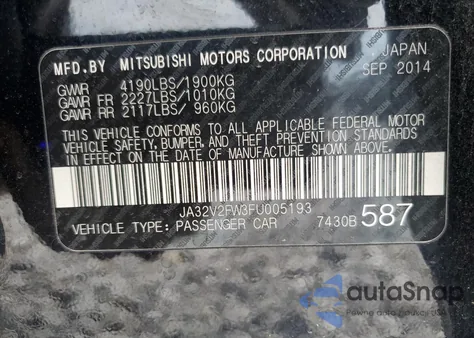 MFD.BY MITSUBISHI MOTORS CORPORATION JAPAN
GVWR 4190LBS/1900KG SEP 2014
GAWR FR 2227LBS/1010KG
GAWR RR 2117LBS/ 960KG
THIS VEHICLE CONFORMS TO ALL APPLICABLE U.S. FEDERAL MOTOR
VEHICLE SAFETY, BUMPER, AND THEFT PREVENTION STANDARDS
IN EFFECT ON THE DATE OF MANUFACTURE SHOWN ABOVE.
JA32V2FW3FU005193
VEHICLE TYPE: PASSENGER CAR 7430B 587
autoSnap